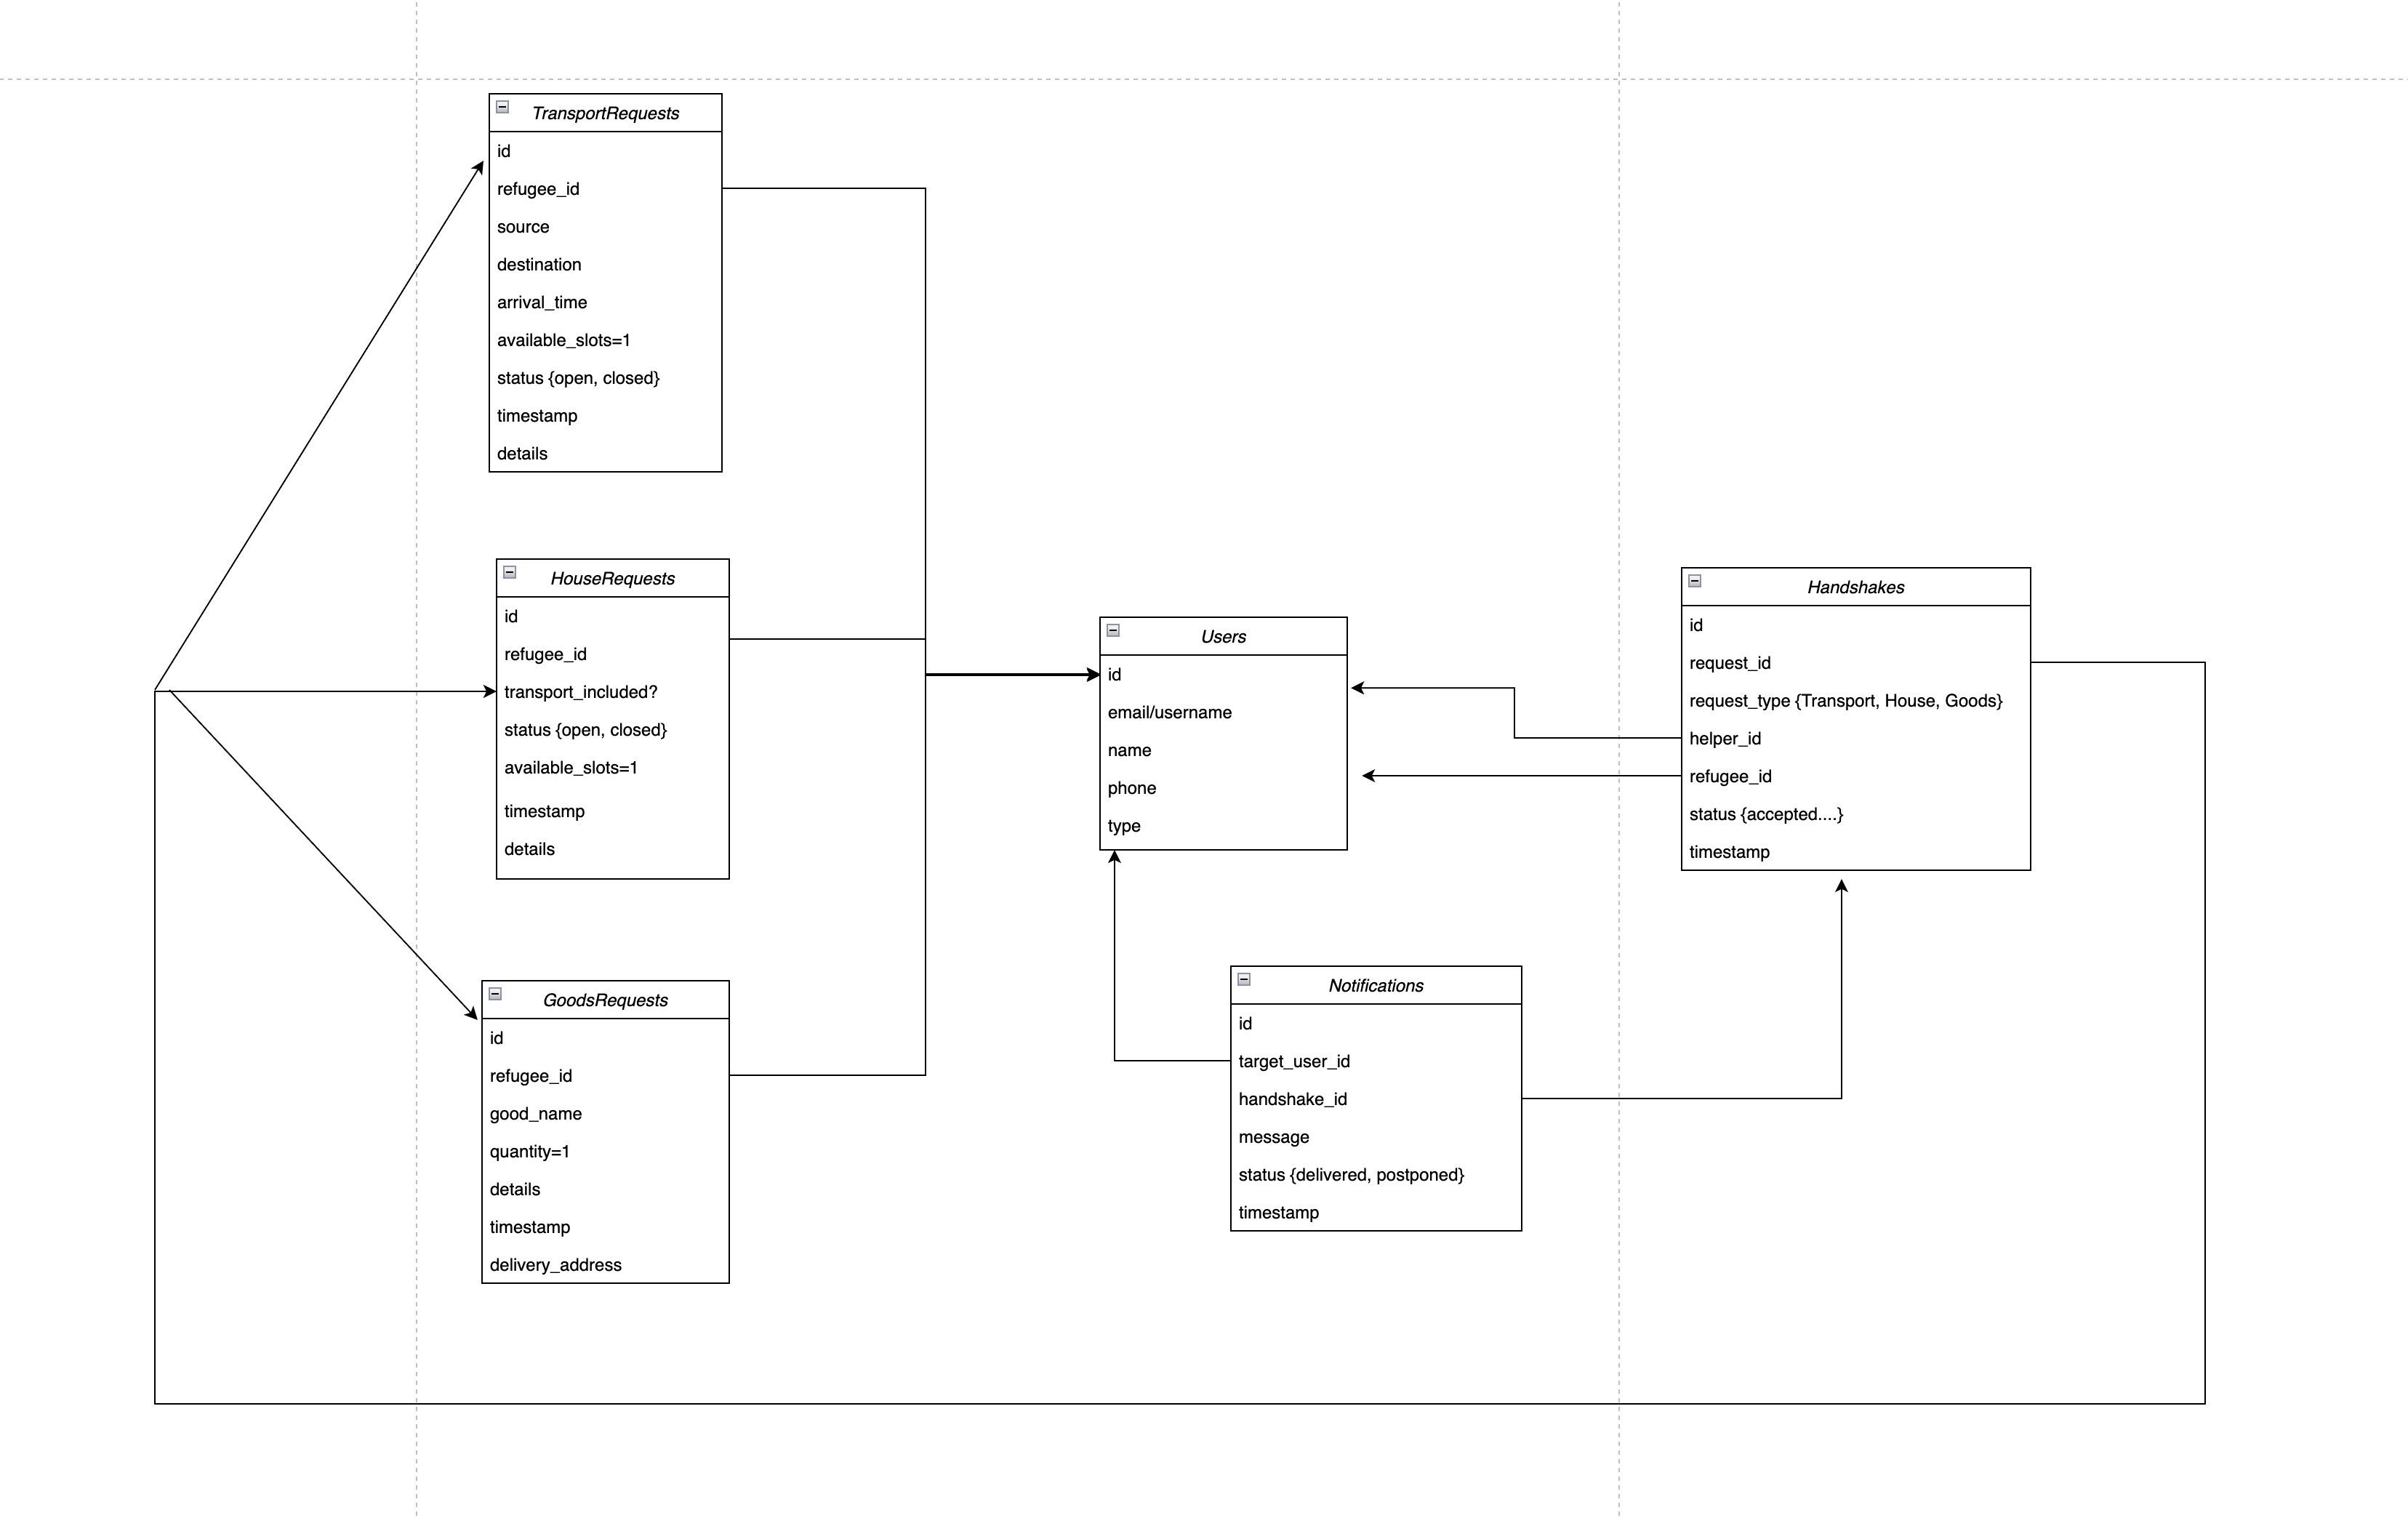 TransportRequests
id
refugee_id
source
destination
arrival_time
available_slots=1
status {open, closed}
timestamp
details
HouseRequests
id
refugee_id
transport_included?
status {open, closed}
available_slots=1
timestamp
details
GoodsRequests
id
refugee_id
good_name
quantity=1
details
timestamp
delivery_address
Users
id
email/username
name
phone
type
Notifications
id
target_user_id
handshake_id
message
status {delivered, postponed}
timestamp
Handshakes
id
request_id
request_type {Transport, House, Goods}
helper_id
refugee_id
status {accepted....}
timestamp